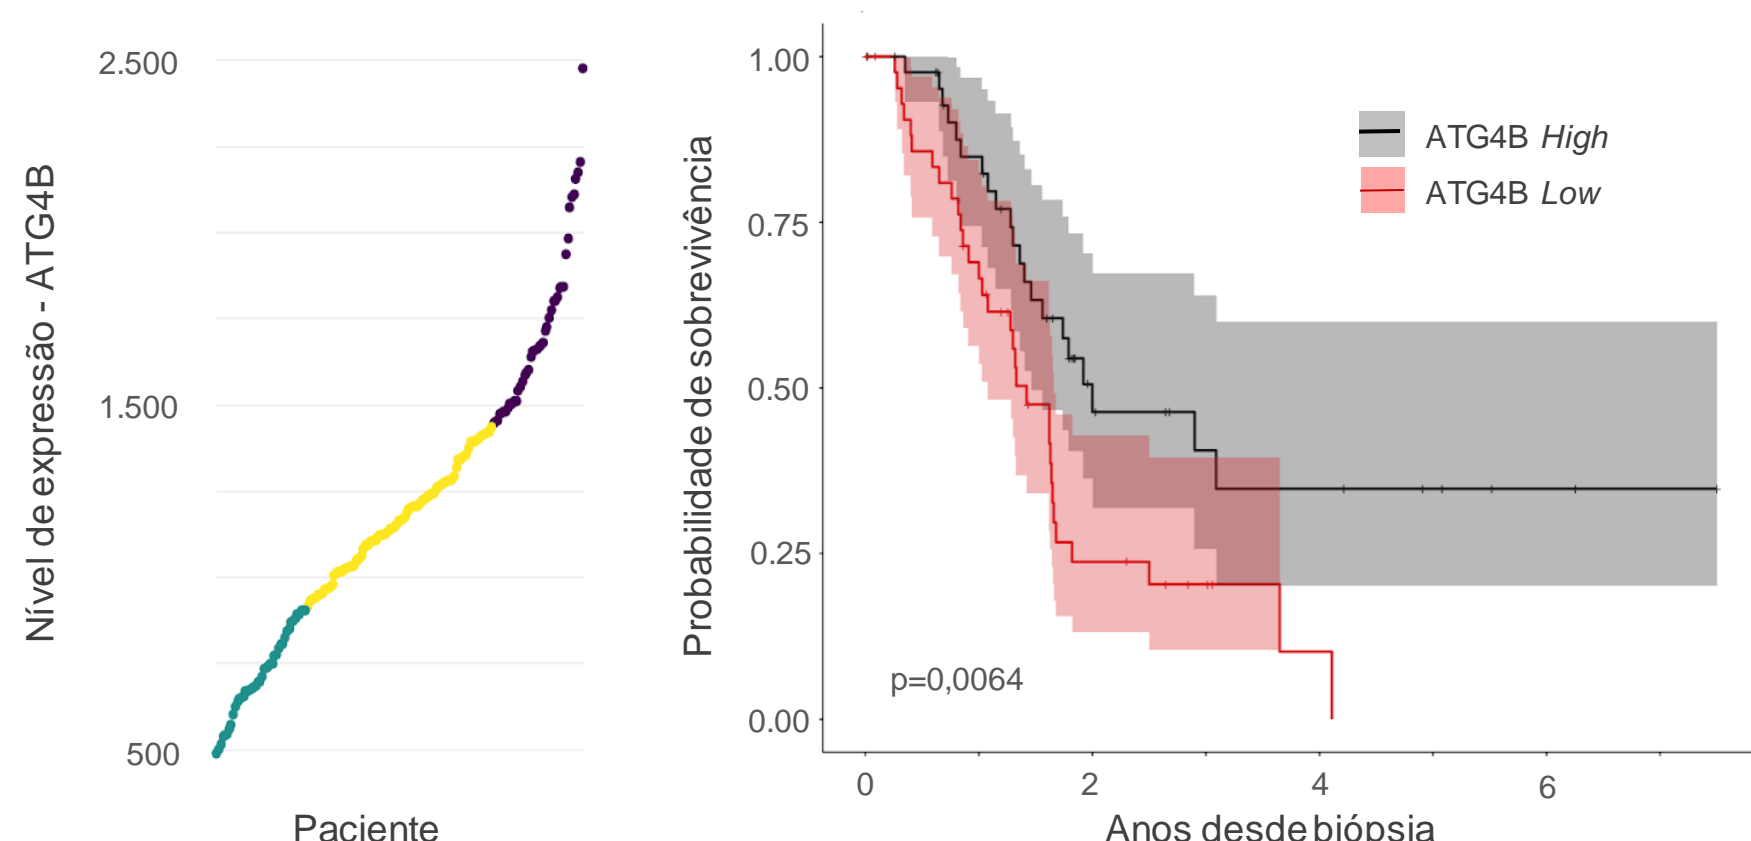 Nível de expressão - ATG4B
2.500
1.500
500
Paciente
Probabilidade de sobrevivência
1.00
0.75
0.50
0.25
0.00
ATG4B High
ATG4B Low
p=0,0064
0
2
4
6
Anos desde biópsia